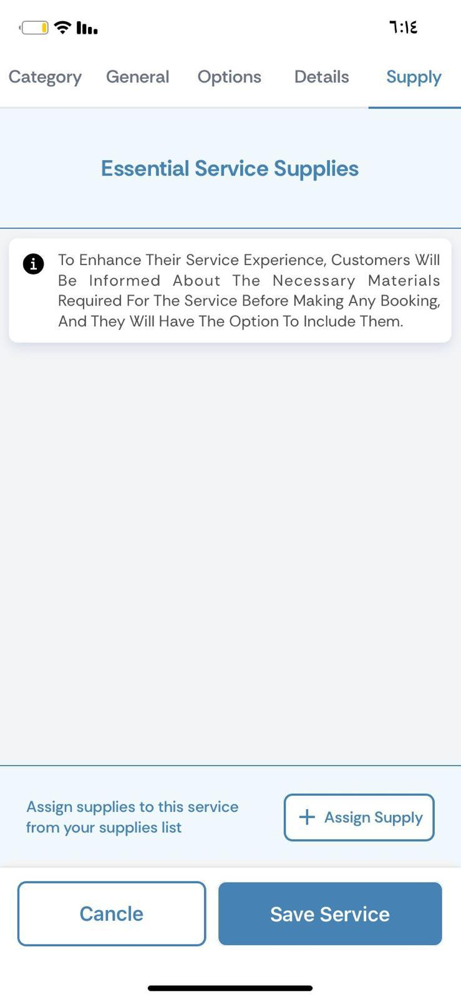 ٦:١٤
Category General Options Details Supply
Essential Service Supplies
To Enhance Their Service Experience, Customers Will
Be Informed About The Necessary Materials
Required For The Service Before Making Any Booking,
And They Will Have The Option To Include Them.
Assign supplies to this service
from your supplies list
+ Assign Supply
Cancle
Save Service